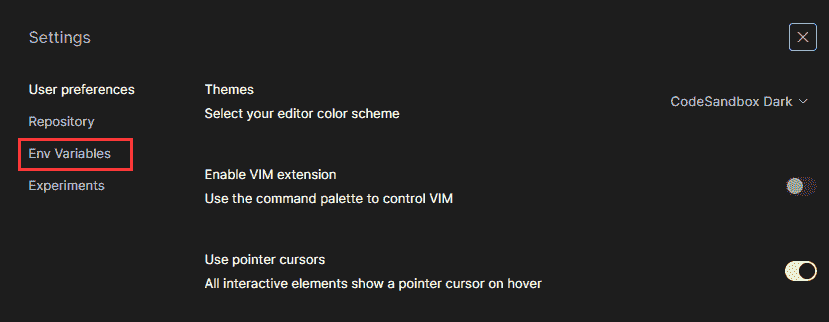 Settings
User preferences
Repository
Env Variables
Experiments
Themes
Select your editor color scheme
CodeSandbox Dark
Enable VIM extension
Use the command palette to control VIM
Use pointer cursors
All interactive elements show a pointer cursor on hover